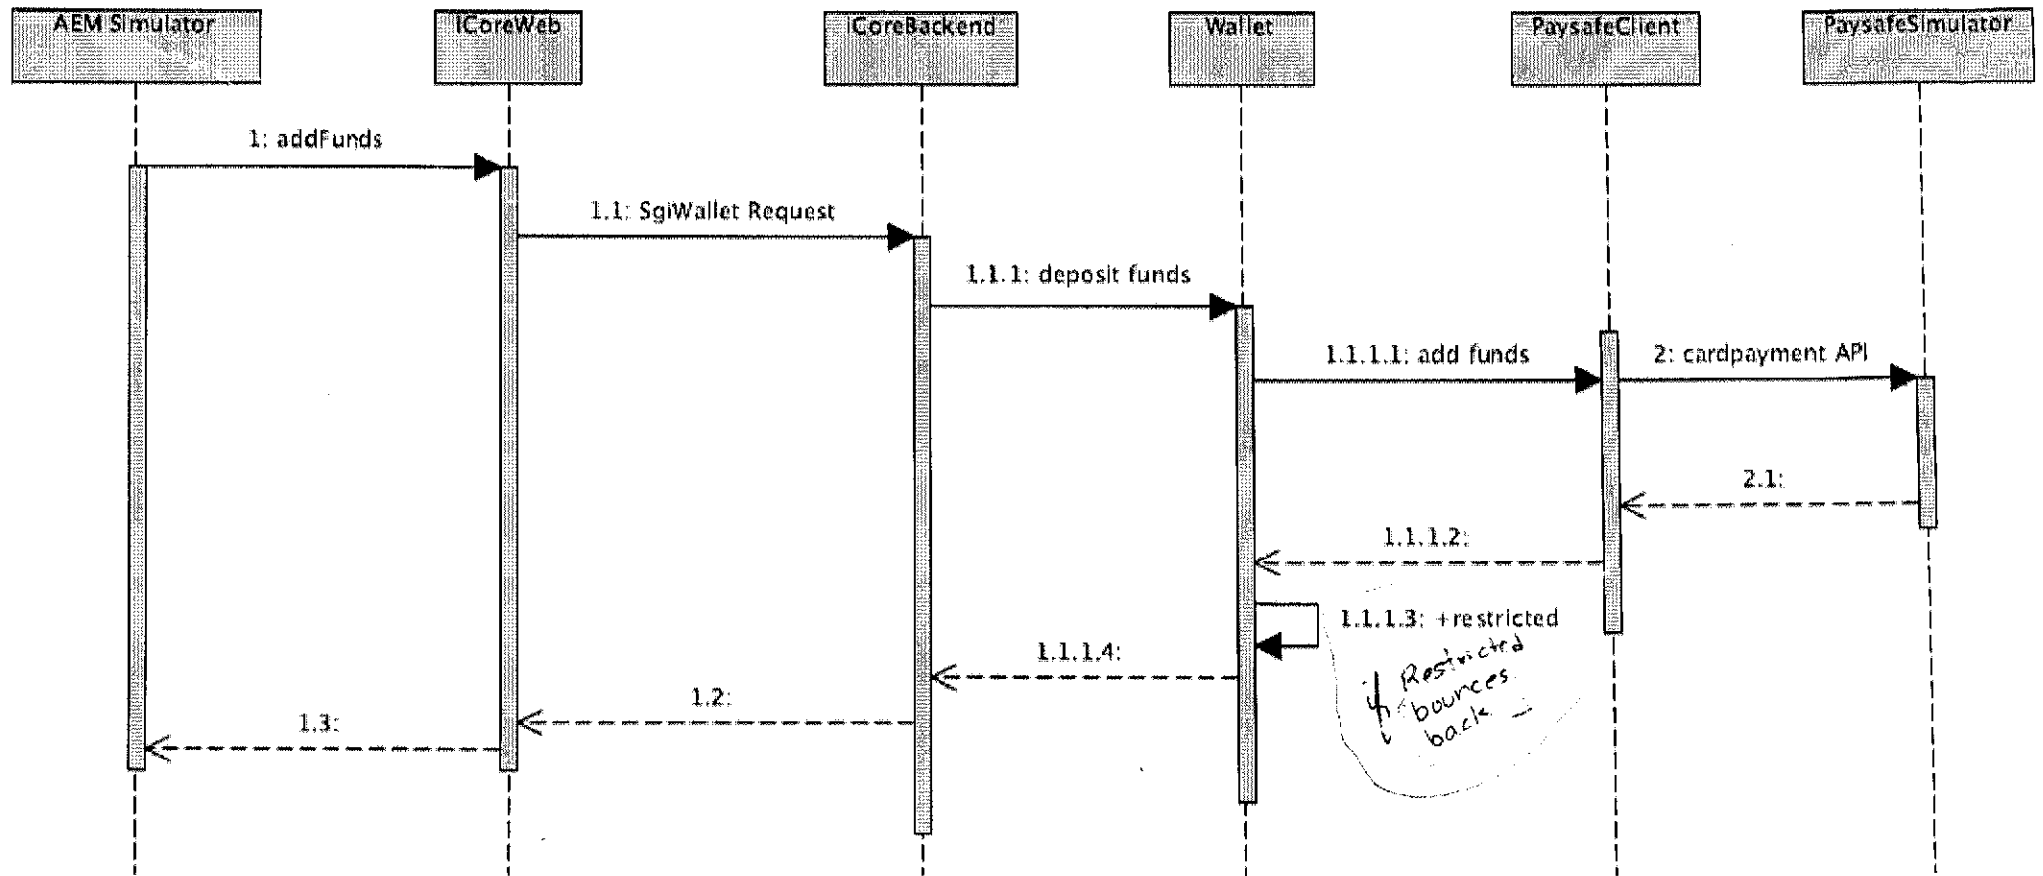 AEM Simulator
ICoreWeb
CoreBackend
Wallet
PaysafeClient
PaysafeSimulator
1: addFunds
1.1: SgiWallet Request
1.1.1: deposit funds
1.1.1.1: add funds
2: cardpayment API
2.1:
1.1.1.2:
1.1.1.3: +restricted
Restricted
bounces
back
1.1.1.4:
1.2:
1.3: